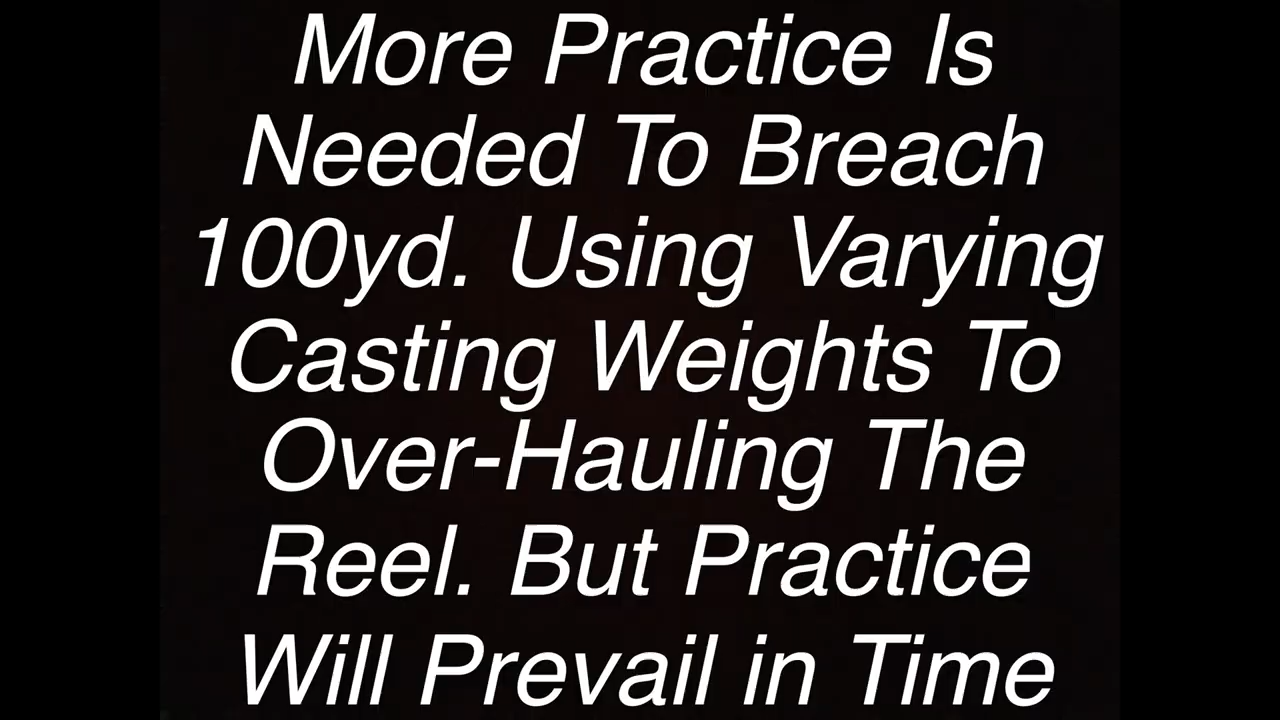 More Practice Is
Needed To Breach
100yd. Using Varying
Casting Weights To
Over-Hauling The
Reel. But Practice
Will Prevail in Time